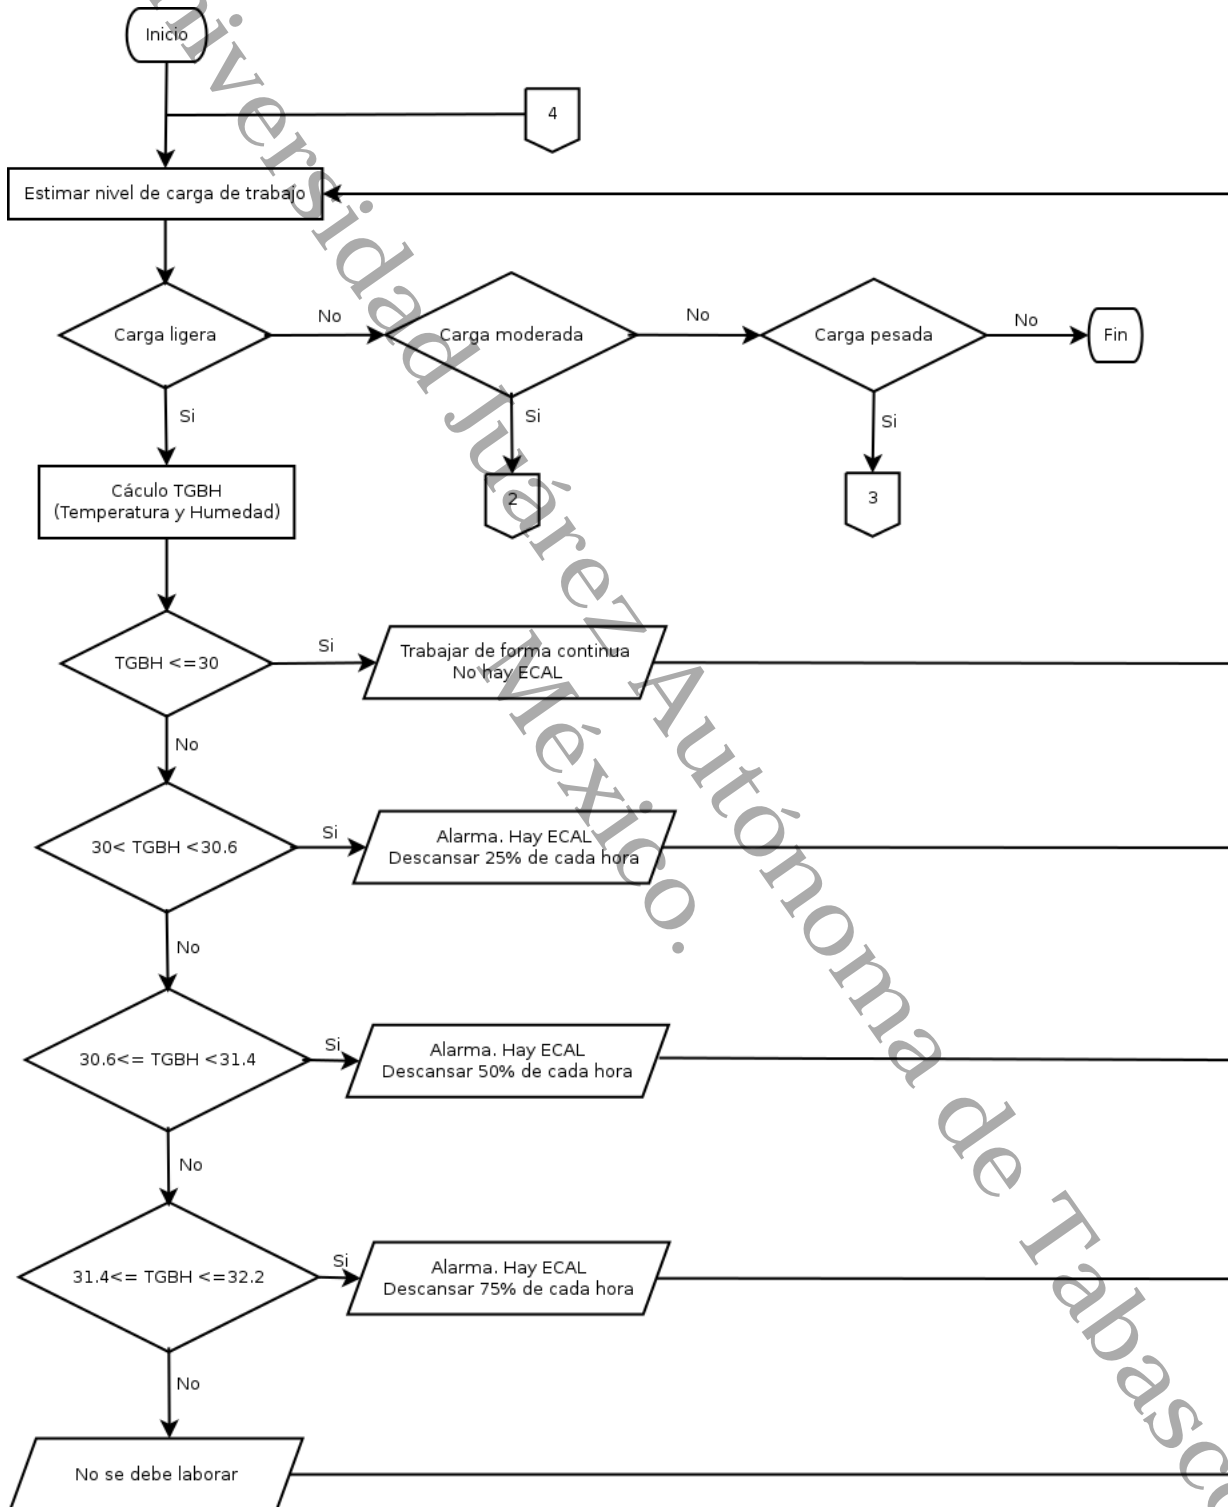 Inicio
4
Estimar nivel de carga de trabajo
Carga ligera
No
Carga moderada
No
Carga pesada
No
Fin
Si
Si
Si
Cáculo TGBH
(Temperatura y Humedad)
2
3
TGBH <=30
Si
Trabajar de forma continua
No hay ECAL
No
30< TGBH <30.6
Si
Alarma. Hay ECAL
Descansar 25% de cada hora
No
30.6<= TGBH <31.4
Si
Alarma. Hay ECAL
Descansar 50% de cada hora
No
31.4<= TGBH <=32.2
Si
Alarma. Hay ECAL
Descansar 75% de cada hora
No
No se debe laborar
niversidad Juárez Autónoma de Tabasco
México.